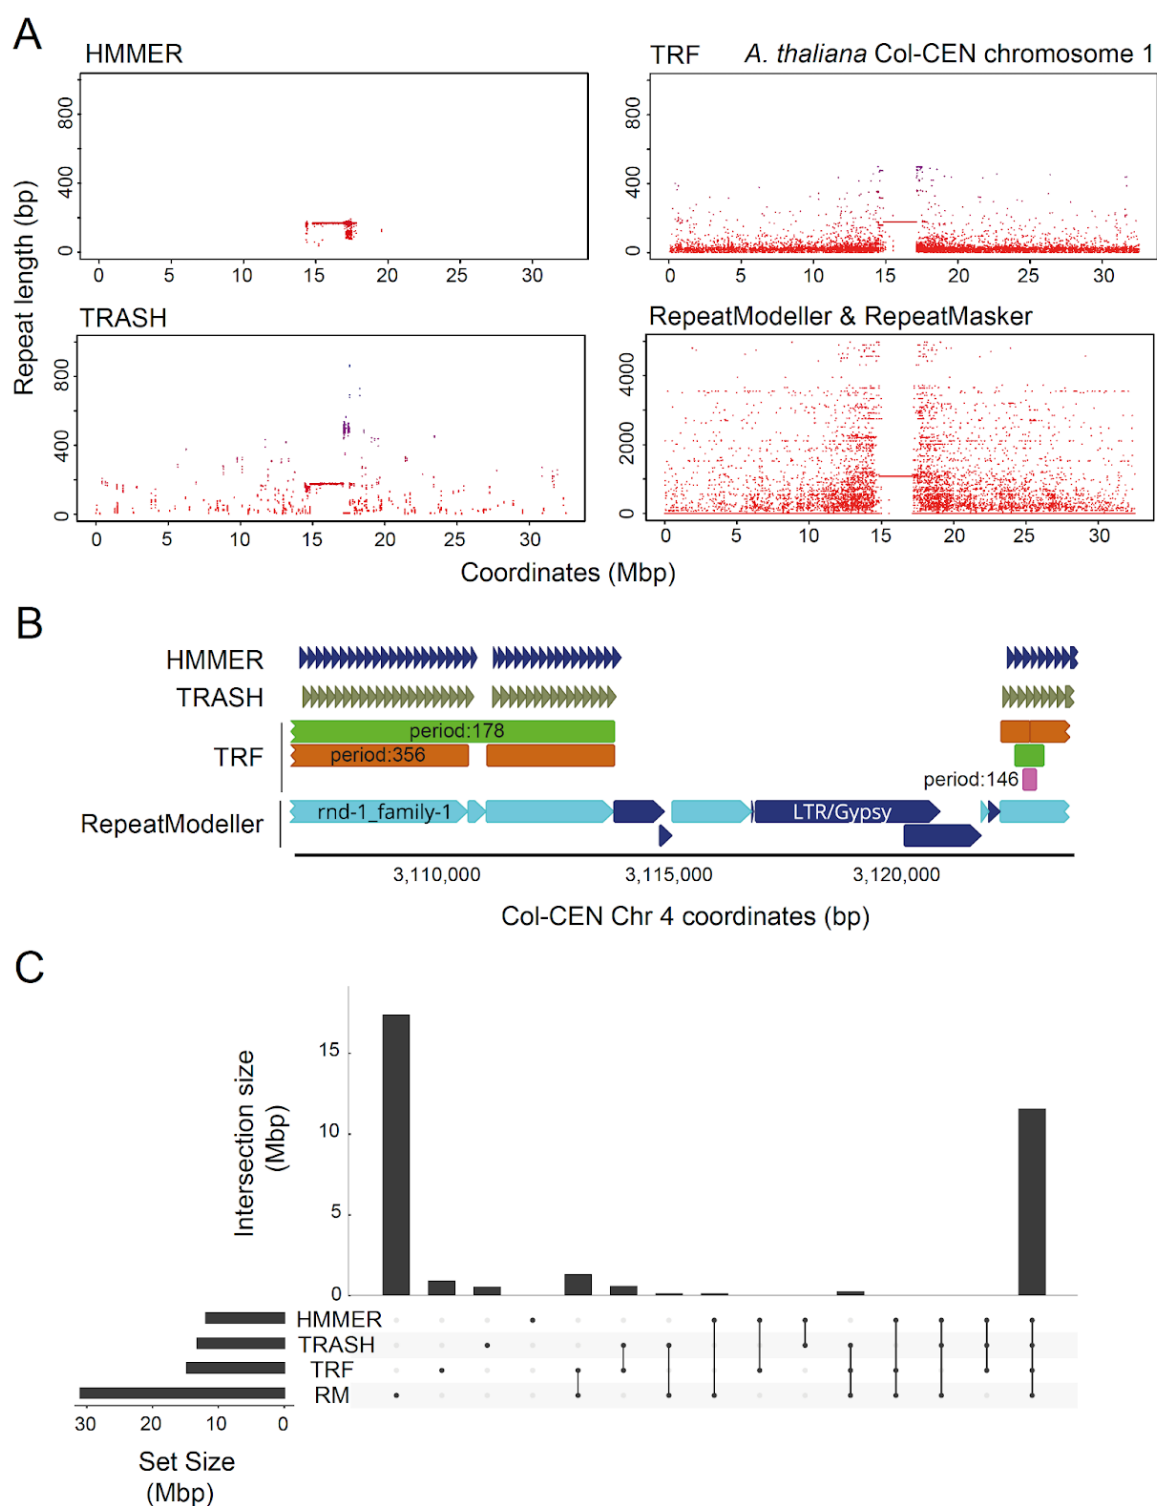 A
HMMER
TRF A. thaliana Col-CEN chromosome 1
800
400
0
0 5 10 15 20 25 30
800
400
0
0 5 10 15 20 25 30
Repeat length (bp)
TRASH
RepeatModeller & RepeatMasker
800
400
0
0 5 10 15 20 25 30
4000
2000
0
0 5 10 15 20 25 30
Coordinates (Mbp)
B
HMMER
TRASH
TRF
period:178
period:356
period:146
RepeatModeller
rnd-1_family-1
LTR/Gypsy
3,110,000 3,115,000 3,120,000
Col-CEN Chr 4 coordinates (bp)
C
Intersection size
(Mbp)
15
10
5
0
HMMER
TRASH
TRF
RM
30 20 10 0
Set Size
(Mbp)